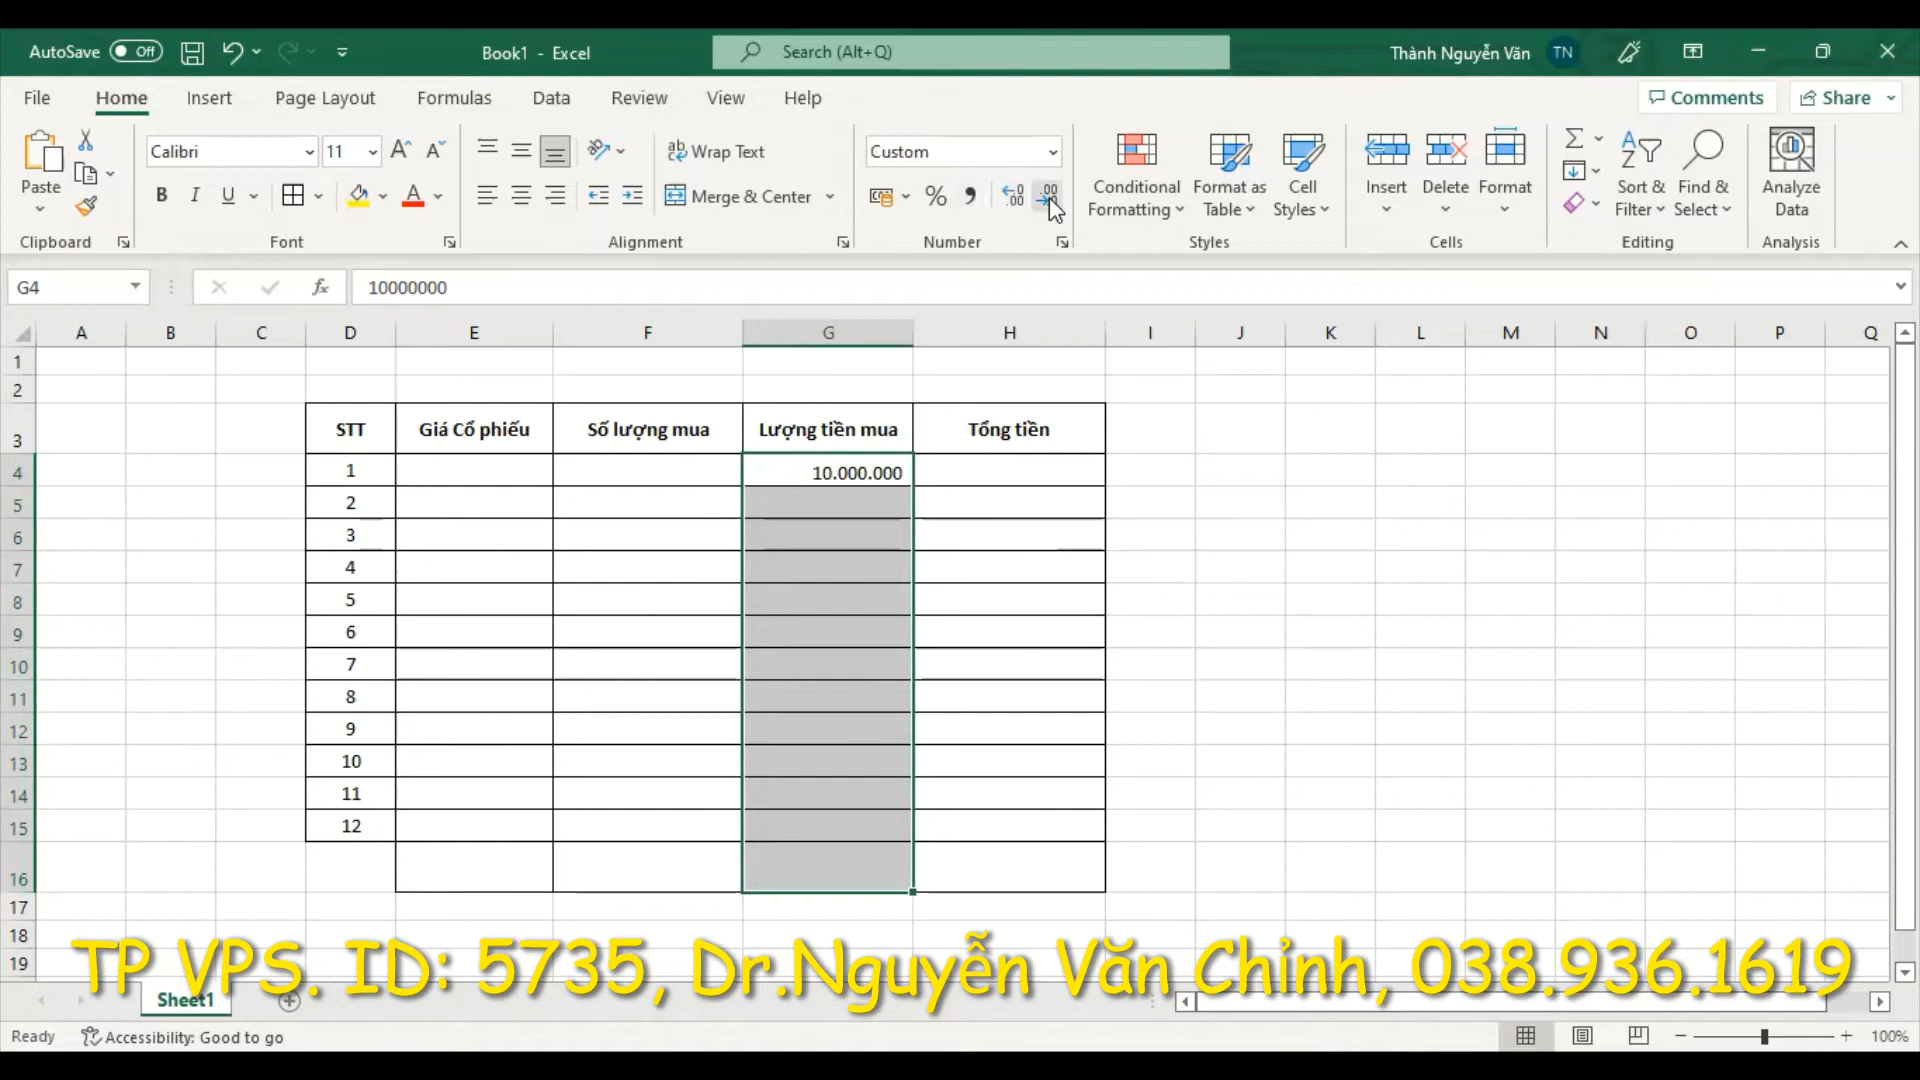 AutoSave Off Book1 - Excel Search (Alt+Q) Thành Nguyễn Văn TN
File Home Insert Page Layout Formulas Data Review View Help Comments Share
Calibri 11 Wrap Text Custom
Paste Merge & Center Conditional Formatting Format as Table Cell Styles Insert Delete Format Sort & Filter Find & Select Analyze Data
Clipboard Font Alignment Number Styles Cells Editing Analysis
G4 fx 10000000
A B C D E F G H I J K L M N O P Q
1
2
3 STT Giá Cổ phiếu Số lượng mua Lượng tiền mua Tổng tiền
4 1 10.000.000
5 2
6 3
7 4
8 5
9 6
10 7
11 8
12 9
13 10
14 11
15 12
16
17
18
19
TP VPS. ID: 5735, Dr.Nguyễn Văn Chỉnh, 038.936.1619
Sheet1
Ready Accessibility: Good to go 100%